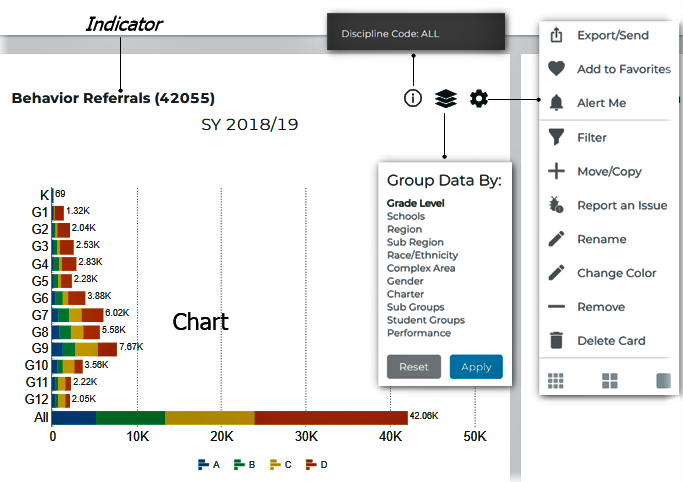 Indicator
Discipline Code: ALL
Behavior Referrals (42055)
SY 2018/19
K 69
G1 1.32K
G2 2.04K
G3 2.53K
G4 2.83K
G5 2.28K
G6 3.88K
G7 6.02K
G8 5.58K
G9 7.67K
G10 3.56K
G11 2.22K
G12 2.05K
All 42.06K
Chart
0 10K 20K 30K 40K 50K
A B C D
Group Data By:
Grade Level
Schools
Region
Sub Region
Race/Ethnicity
Complex Area
Gender
Charter
Sub Groups
Student Groups
Performance
Reset Apply
Export/Send
Add to Favorites
Alert Me
Filter
Move/Copy
Report an Issue
Rename
Change Color
Remove
Delete Card